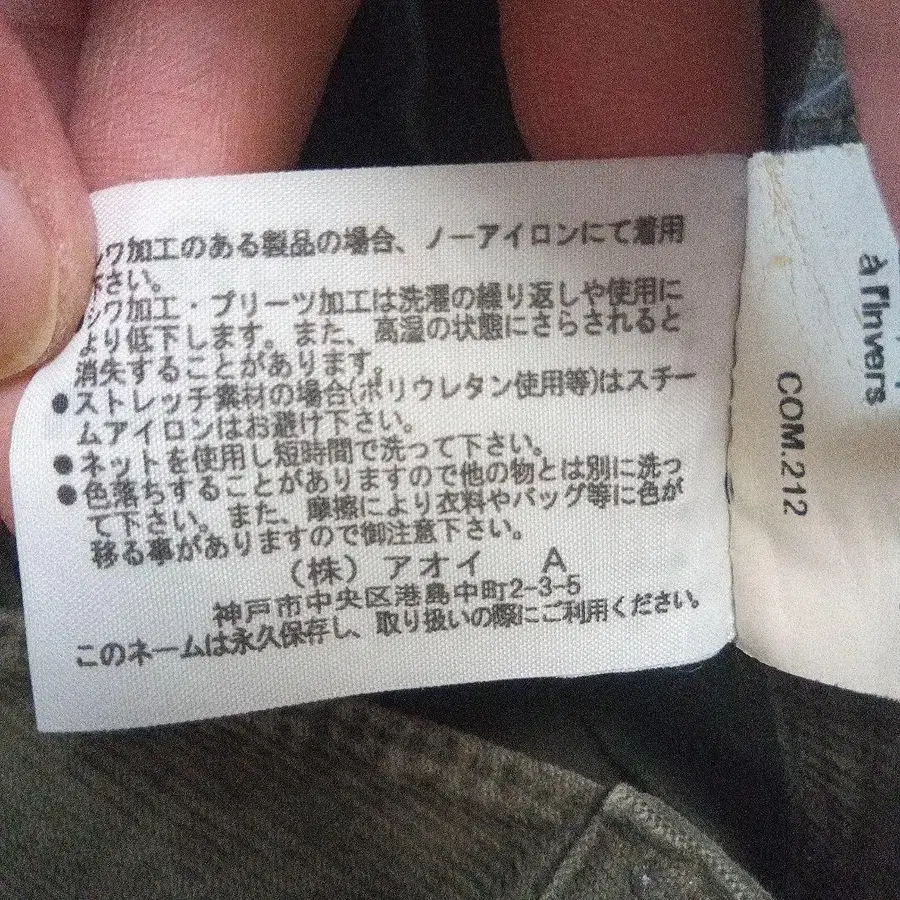 シワ加工のある製品の場合、ノーアイロンにて着用
下さい。
シワ加工・プリーツ加工は洗濯の繰り返しや使用に
より低下します。また、高湿の状態にさらされると
消失することがあります。
●ストレッチ素材の場合(ポリウレタン使用等)はスチー
ムアイロンはお避け下さい。
●ネットを使用し短時間で洗って下さい。
●色落ちすることがありますので他の物とは別に洗っ
て下さい。また、摩擦により衣料やバッグ等に色が
移る事がありますので御注意下さい。
(株) アオイ A
神戸市中央区港島中町2-3-5
このネームは永久保存し、取り扱いの際にご利用ください。
à l'invers
COM.212